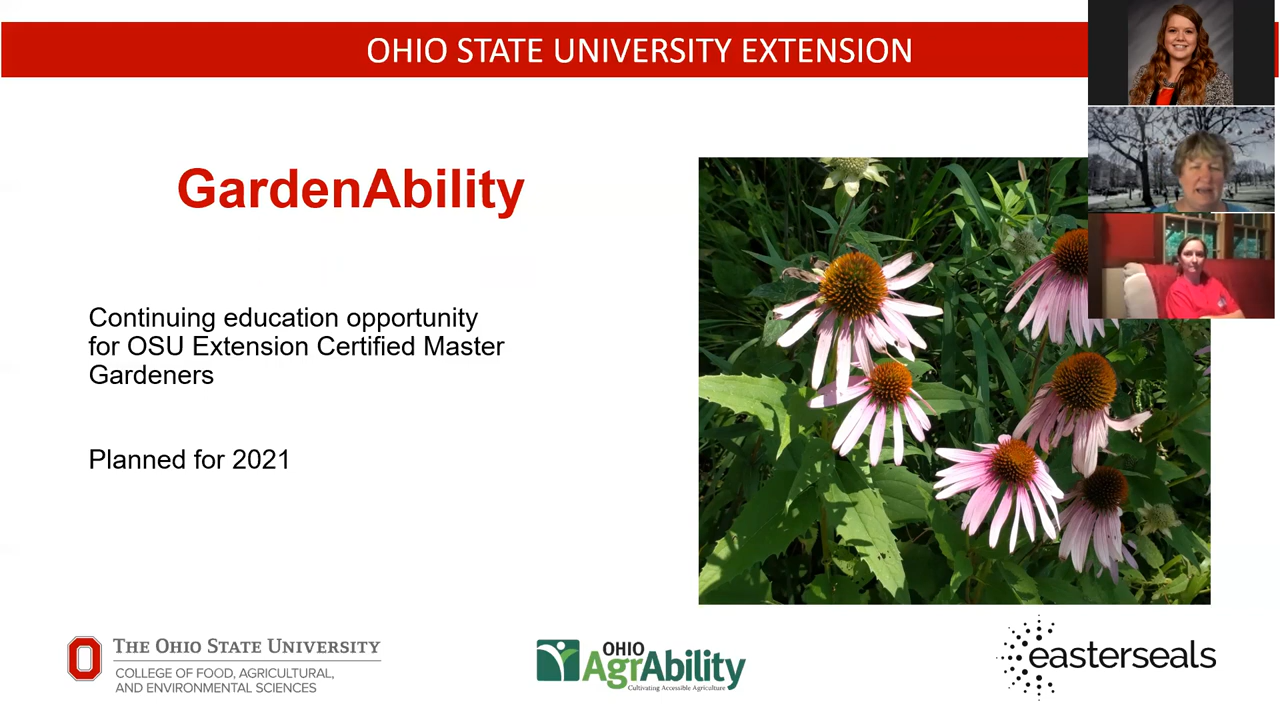 OHIO STATE UNIVERSITY EXTENSION
GardenAbility
Continuing education opportunity
for OSU Extension Certified Master
Gardeners
Planned for 2021
THE OHIO STATE UNIVERSITY
COLLEGE OF FOOD, AGRICULTURAL,
AND ENVIRONMENTAL SCIENCES
OHIO
AgrAbility
Cultivating Accessible Agriculture
easterseals